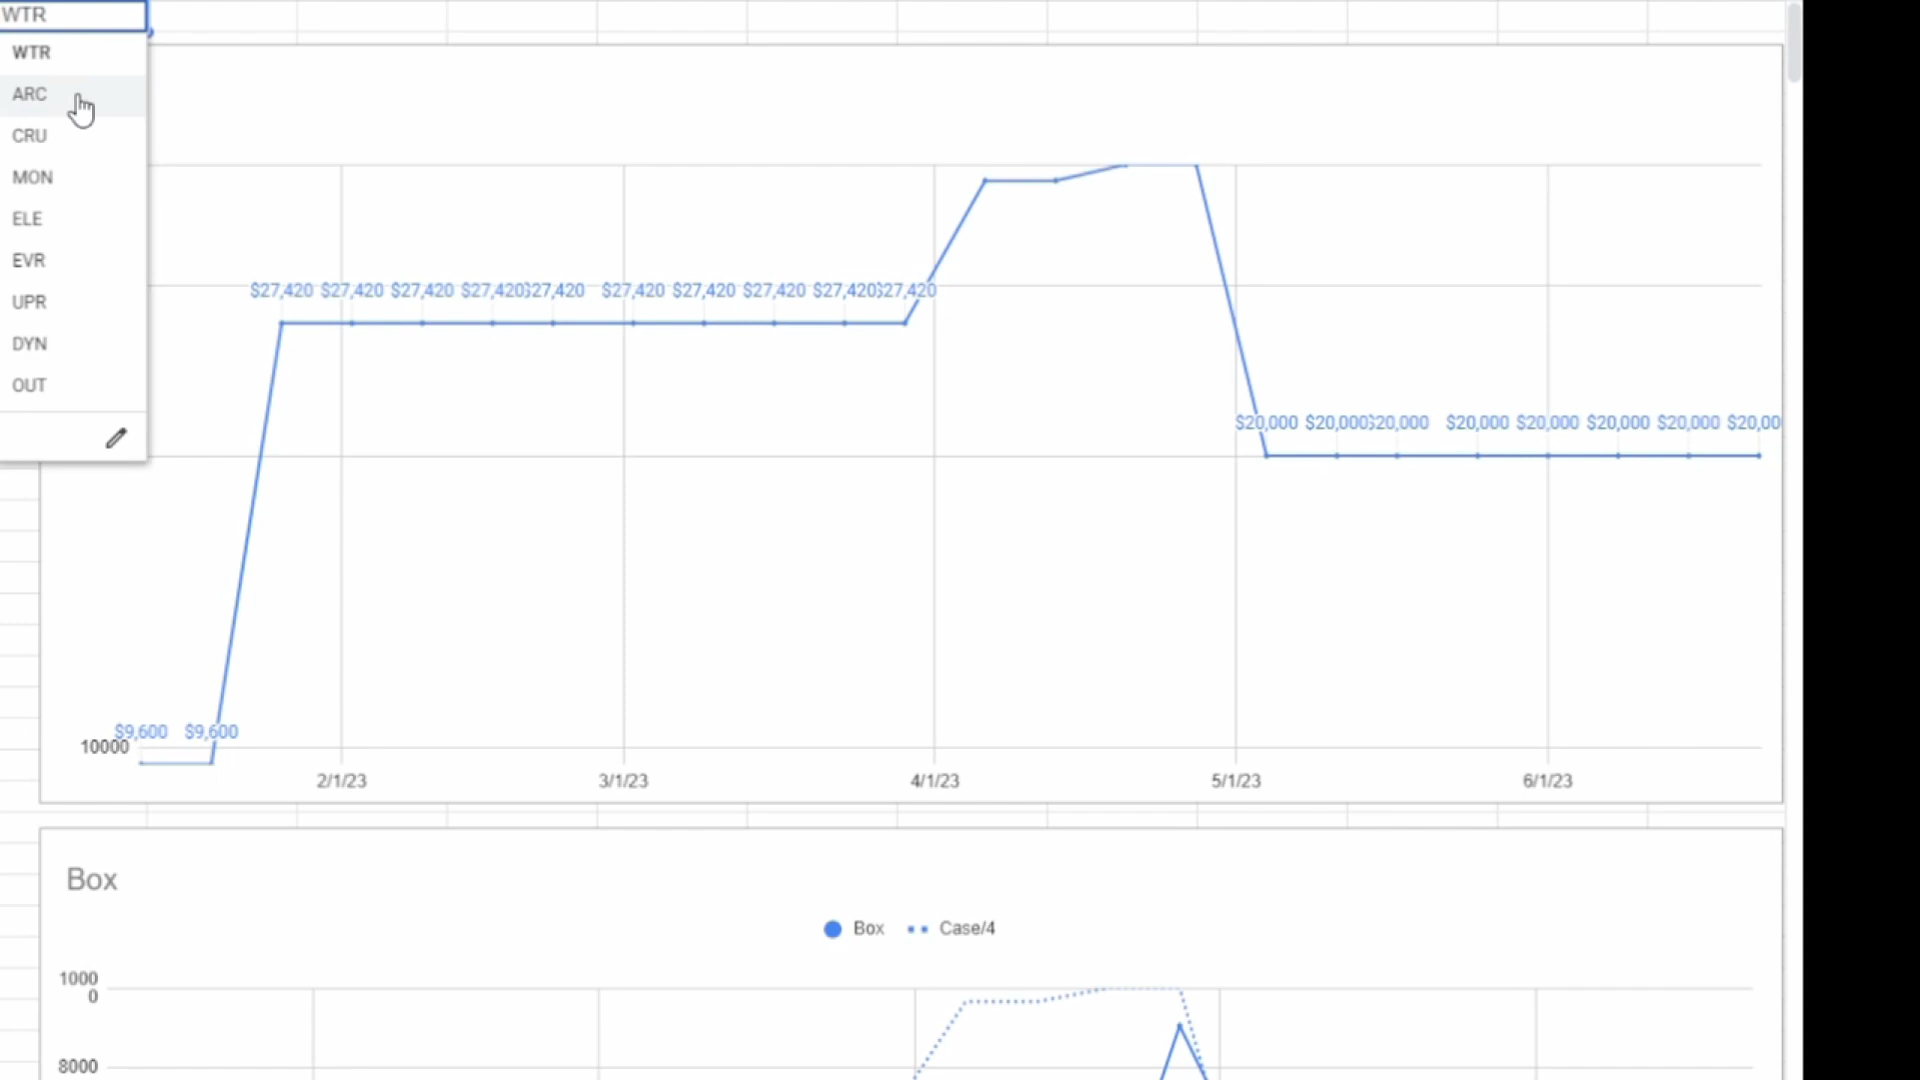 WTR
WTR
ARC
CRU
MON
ELE
EVR
UPR
DYN
OUT
$27,420 $27,420 $27,420 $27,420 $27,420 $27,420 $27,420 $27,420 $27,420 $27,420
$20,000 $20,000 $20,000 $20,000 $20,000 $20,000 $20,000 $20,00
$9,600 $9,600
10000
2/1/23 3/1/23 4/1/23 5/1/23 6/1/23
Box
Box Case/4
1000
0
8000